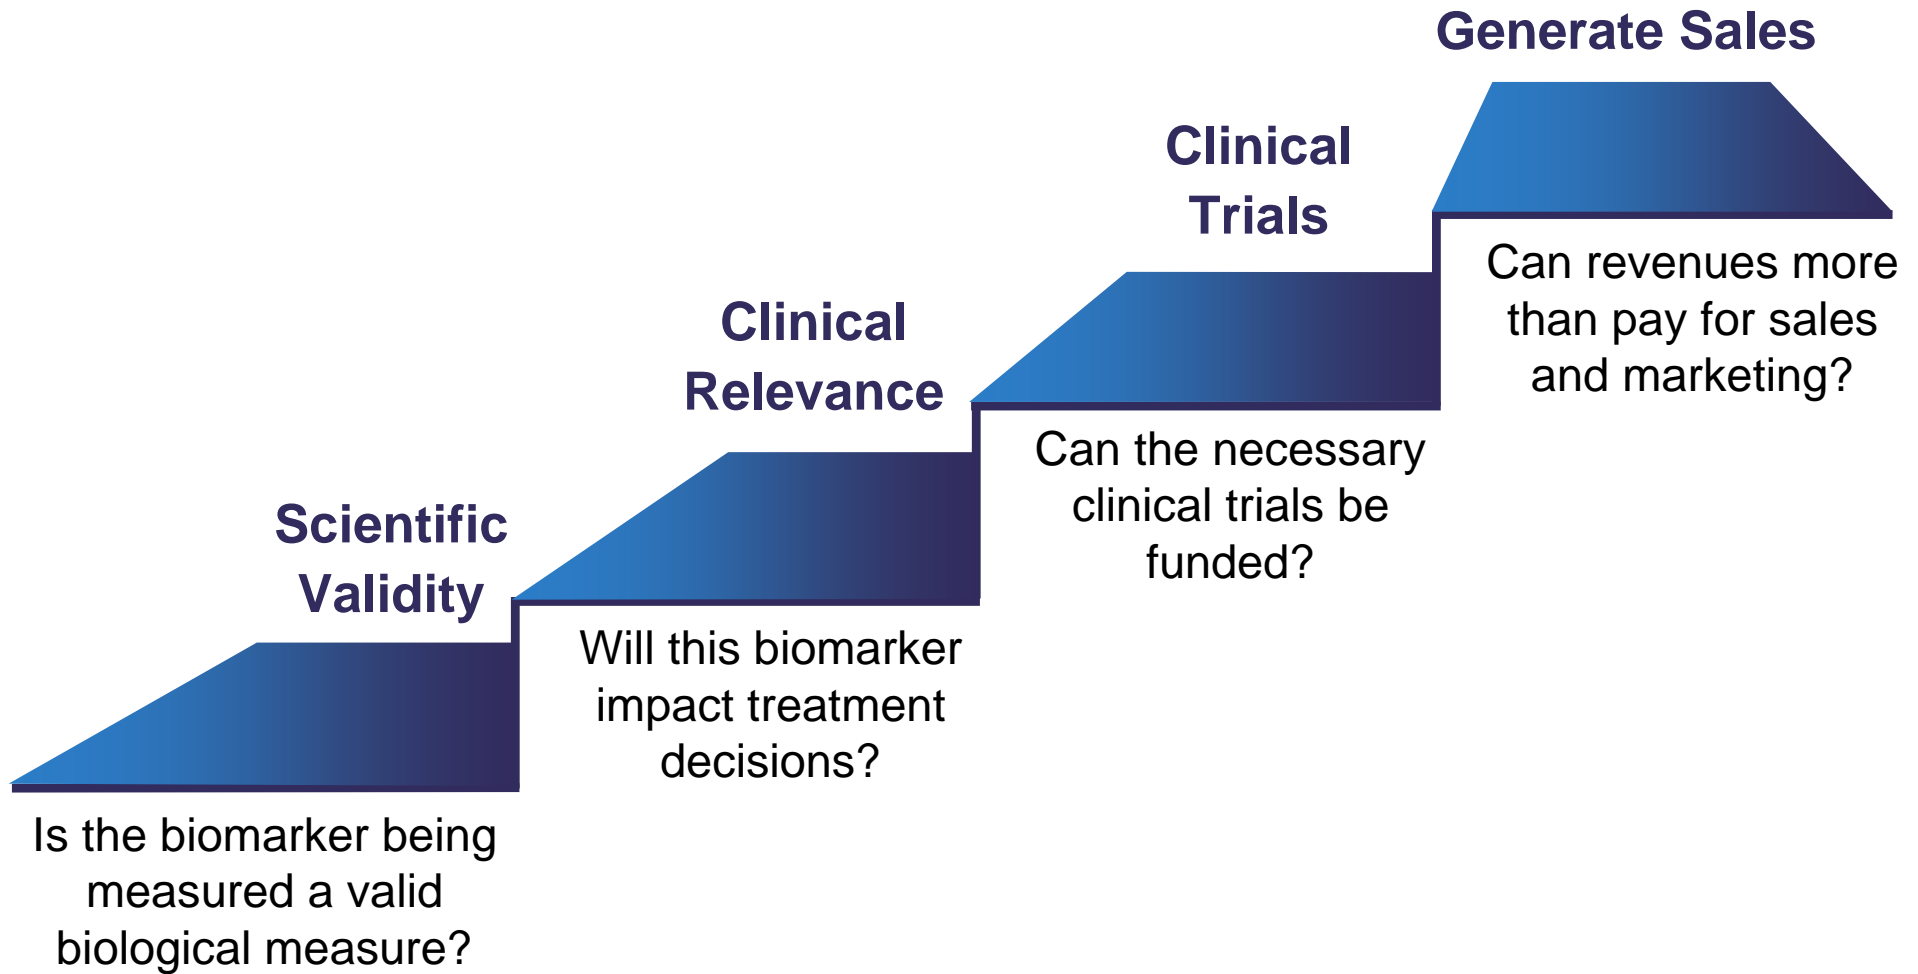 Scientific
Validity
Is the biomarker being
measured a valid
biological measure?
Clinical
Relevance
Will this biomarker
impact treatment
decisions?
Clinical
Trials
Can the necessary
clinical trials be
funded?
Generate Sales
Can revenues more
than pay for sales
and marketing?